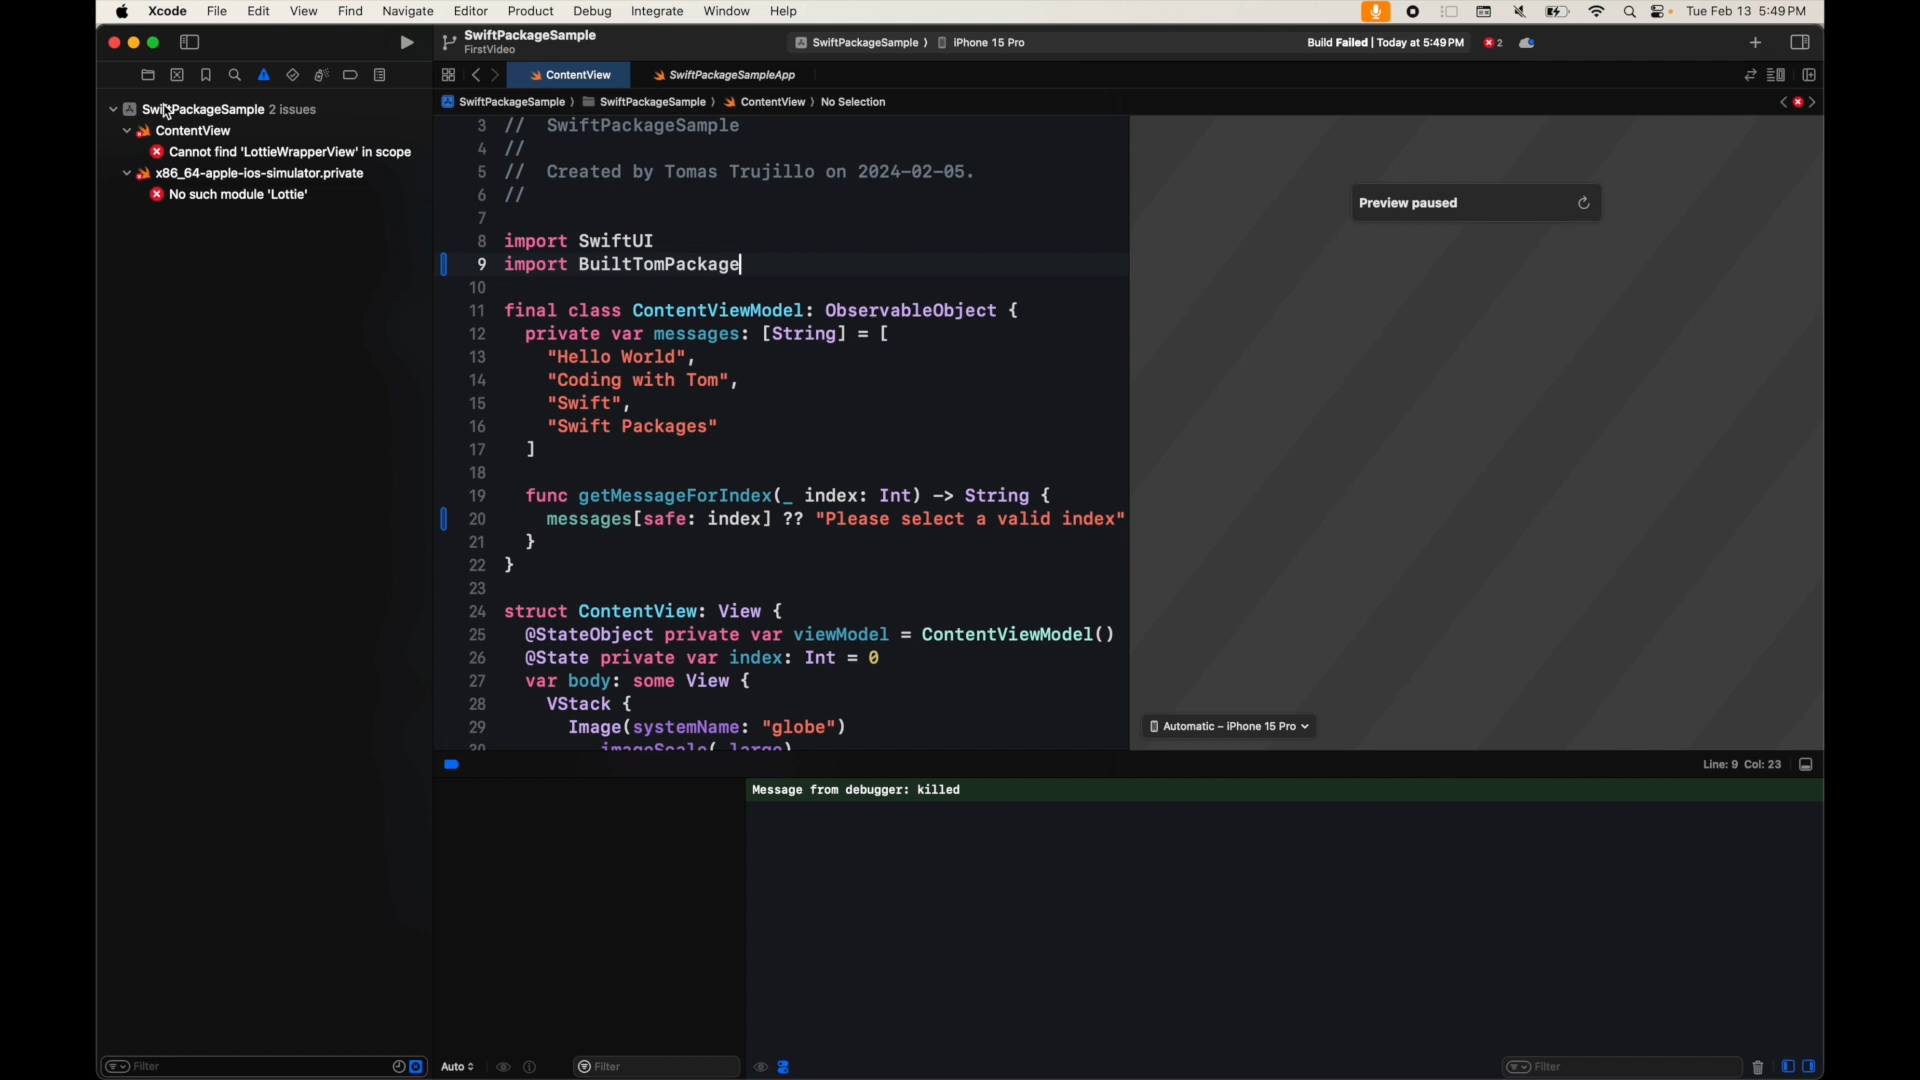 Xcode File Edit View Find Navigate Editor Product Debug Integrate Window Help Tue Feb 13 5:49 PM
SwiftPackageSample
FirstVideo
SwiftPackageSample iPhone 15 Pro
Build Failed | Today at 5:49 PM 2
ContentView SwiftPackageSampleApp
SwiftPackageSample SwiftPackageSample ContentView No Selection
SwiftPackageSample 2 issues
ContentView
Cannot find 'LottieWrapperView' in scope
x86_64-apple-ios-simulator.private
No such module 'Lottie'
3 // SwiftPackageSample
4 //
5 // Created by Tomas Trujillo on 2024-02-05.
6 //
7
8 import SwiftUI
9 import BuiltTomPackage
10
11 final class ContentViewModel: ObservableObject {
12 private var messages: [String] = [
13 "Hello World",
14 "Coding with Tom",
15 "Swift",
16 "Swift Packages"
17 ]
18
19 func getMessageForIndex(_ index: Int) -> String {
20 messages[safe: index] ?? "Please select a valid index"
21 }
22 }
23
24 struct ContentView: View {
25 @StateObject private var viewModel = ContentViewModel()
26 @State private var index: Int = 0
27 var body: some View {
28 VStack {
29 Image(systemName: "globe")
30 .imageScale(.large)
Preview paused
Automatic – iPhone 15 Pro
Line: 9 Col: 23
Message from debugger: killed
Filter
Auto
Filter
Filter